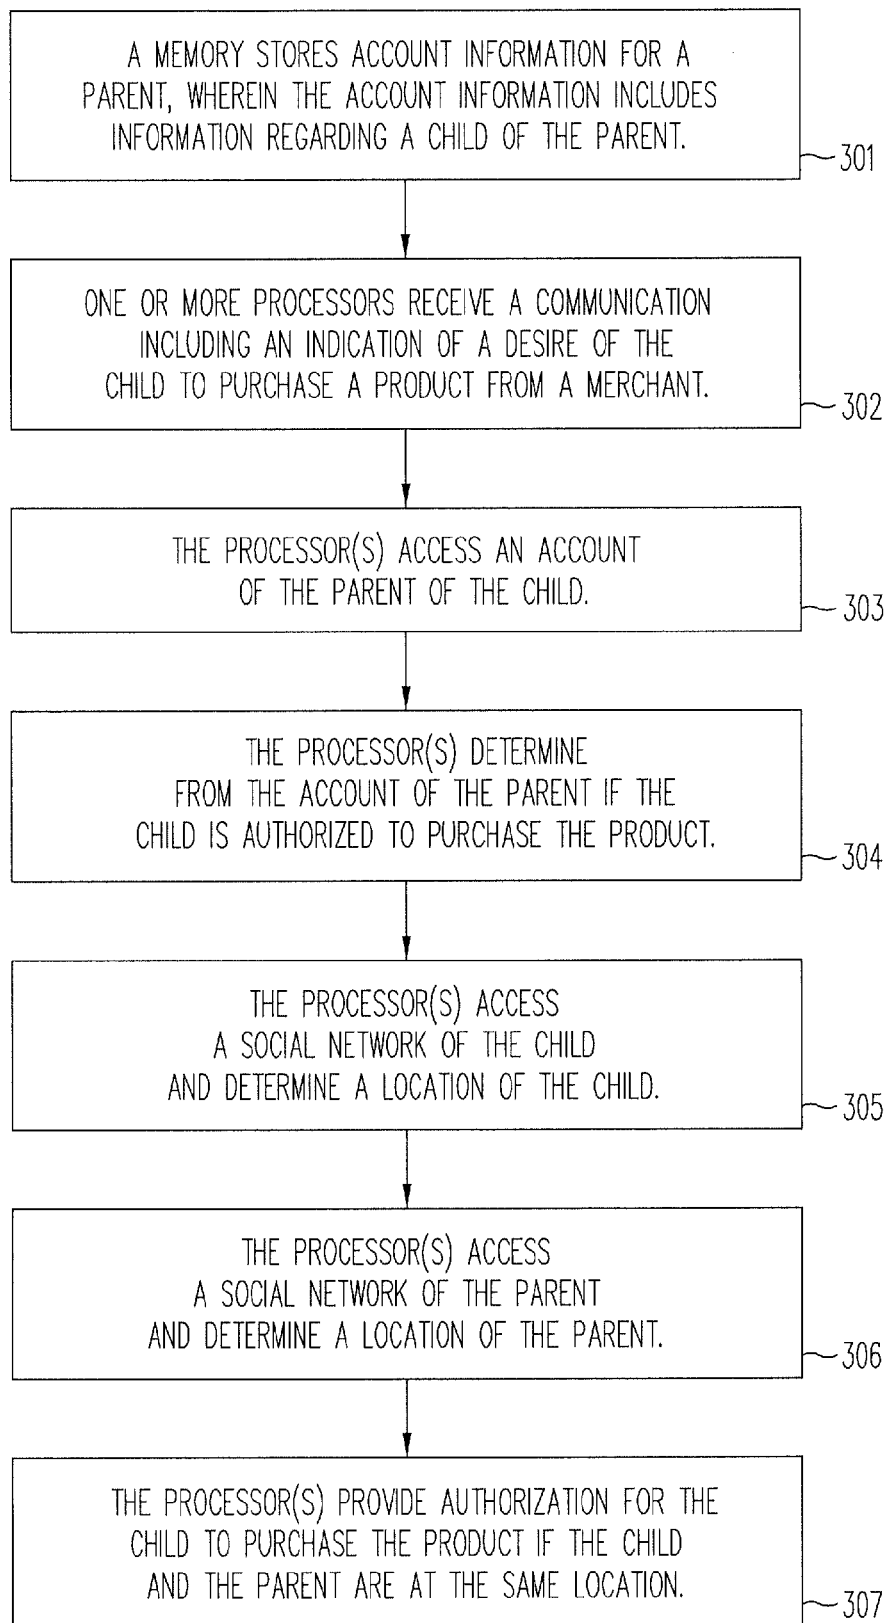 A MEMORY STORES ACCOUNT INFORMATION FOR A
PARENT, WHEREIN THE ACCOUNT INFORMATION INCLUDES
INFORMATION REGARDING A CHILD OF THE PARENT.
301
ONE OR MORE PROCESSORS RECEIVE A COMMUNICATION
INCLUDING AN INDICATION OF A DESIRE OF THE
CHILD TO PURCHASE A PRODUCT FROM A MERCHANT.
302
THE PROCESSOR(S) ACCESS AN ACCOUNT
OF THE PARENT OF THE CHILD.
303
THE PROCESSOR(S) DETERMINE
FROM THE ACCOUNT OF THE PARENT IF THE
CHILD IS AUTHORIZED TO PURCHASE THE PRODUCT.
304
THE PROCESSOR(S) ACCESS
A SOCIAL NETWORK OF THE CHILD
AND DETERMINE A LOCATION OF THE CHILD.
305
THE PROCESSOR(S) ACCESS
A SOCIAL NETWORK OF THE PARENT
AND DETERMINE A LOCATION OF THE PARENT.
306
THE PROCESSOR(S) PROVIDE AUTHORIZATION FOR THE
CHILD TO PURCHASE THE PRODUCT IF THE CHILD
AND THE PARENT ARE AT THE SAME LOCATION.
307